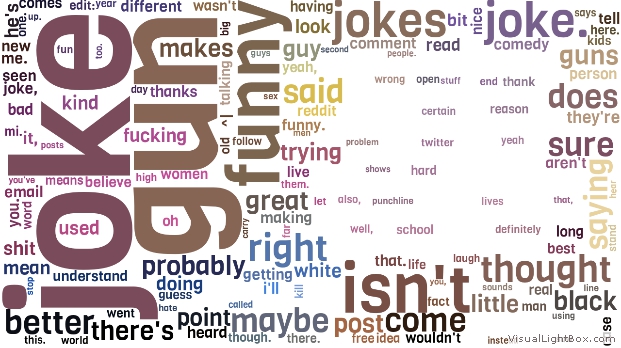 he's
comes
edit:
year
different
wasn't
big
having
jokes
bit.
nice
joke.
says
tell
one.
up.
new
me.
fun
too.
makes
guys
look
guy
second
comment
people.
read
comedy
here.
kids
guns
person
seen
joke,
kind
day
thanks
talking
sex
yeah,
said
reddit
wrong
open
stuff
end
thank
does
they're
bad
mi.
it,
posts
fucking
old
^|
follow
funny
funny.
men
trying
certain
reason
problem
twitter
yeah
sure
aren't
you've
means
believe
high
women
live
them.
shows
hard
saying
hear
email
you.
word
used
joke
gun
oh
great
let
also,
punchline
lives
that,
carry
making
far
well,
school
definitely
long
stand
shit
right
best
mean
stop
understand
probably
doing
guess
hate
getting
white
i'll
kill
that.
life
isn't
you,
fact
laugh
thought
sounds
real
line
little
man
using
black
better
this.
world
went
there's
point
heard
called
though.
maybe
there.
post
come
free
idea
wouldn't
VisualLightBox.com